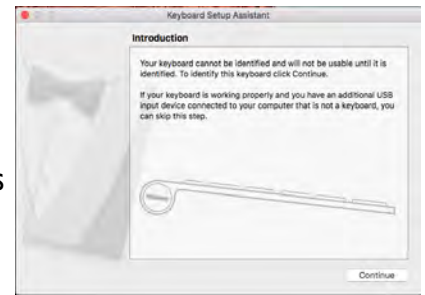 Keyboard Setup Assistant
Introduction
Your keyboard cannot be identified and will not be usable until it is
identified. To identify this keyboard click Continue.
If your keyboard is working properly and you have an additional USB
input device connected to your computer that is not a keyboard, you
can skip this step.
s
Continue